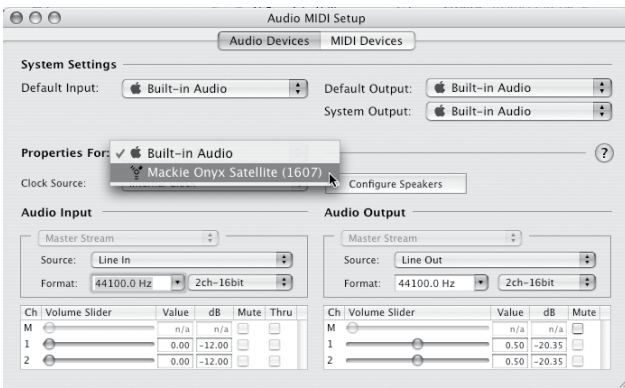 Audio MIDI Setup
Audio Devices MIDI Devices
System Settings
Default Input: Built-in Audio Default Output: Built-in Audio
System Output: Built-in Audio
Properties For: ✓ Built-in Audio ?
Mackie Onyx Satellite (1607)
Clock Source: Configure Speakers
Audio Input Audio Output
Master Stream Master Stream
Source: Line In Source: Line Out
Format: 44100.0 Hz 2ch-16bit Format: 44100.0 Hz 2ch-16bit
Ch Volume Slider Value dB Mute Thru Ch Volume Slider Value dB Mute
M n/a n/a M n/a n/a
1 0.00 -12.00 1 0.50 -20.35
2 0.00 -12.00 2 0.50 -20.35